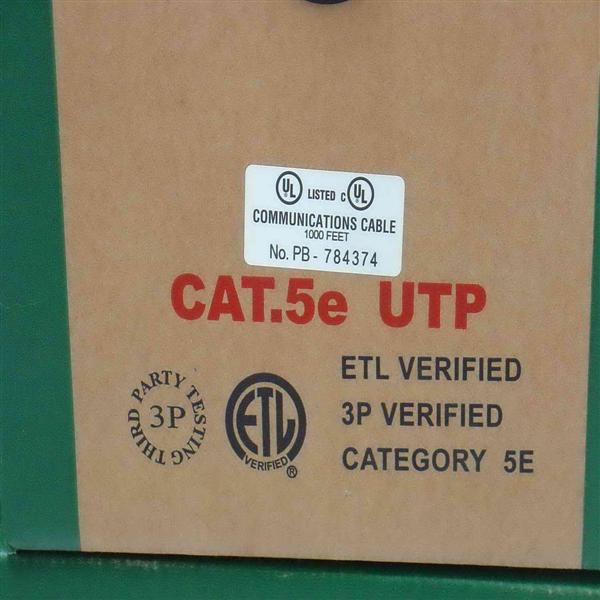 UL LISTED c UL
COMMUNICATIONS CABLE
1000 FEET
No. PB - 784374
CAT.5e UTP
THIRD PARTY TESTING
3P
ETL
VERIFIED
®
ETL VERIFIED
3P VERIFIED
CATEGORY 5E